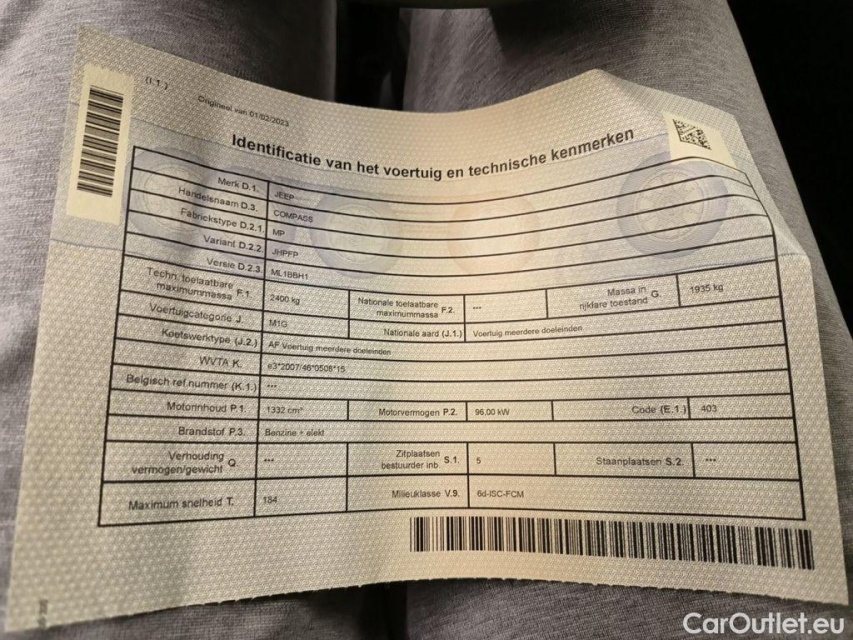 (I.1.)
Origineel van 01/02/2023
Identificatie van het voertuig en technische kenmerken
Merk D.1. JEEP
Handelsnaam D.3. COMPASS
Fabriekstype D.2.1. MP
Variant D.2.2. JHPFP
Versie D.2.3. ML1BBH1
Techn. toelaatbare maximummassa F.1. 2400 kg Nationale toelaatbare maximummassa F.2. --- Massa in rijklare toestand G. 1935 kg
Voertuigcategorie J. M1G Nationale aard (J.1.) Voertuig meerdere doeleinden
Koetswerktype (J.2.) AF Voertuig meerdere doeleinden
WVTA K. e3*2007/46*0508*15
Belgisch ref.nummer (K.1.) ---
Motorinhoud P.1. 1332 cm³ Motorvermogen P.2. 96,00 kW Code (E.1.) 403
Brandstof P.3. Benzine + elekt
Verhouding vermogen/gewicht Q. --- Zitplaatsen bestuurder inb. S.1. 5 Staanplaatsen S.2. ---
Maximum snelheid T. 184 Milieuklasse V.9. 6d-ISC-FCM
CarOutlet.eu